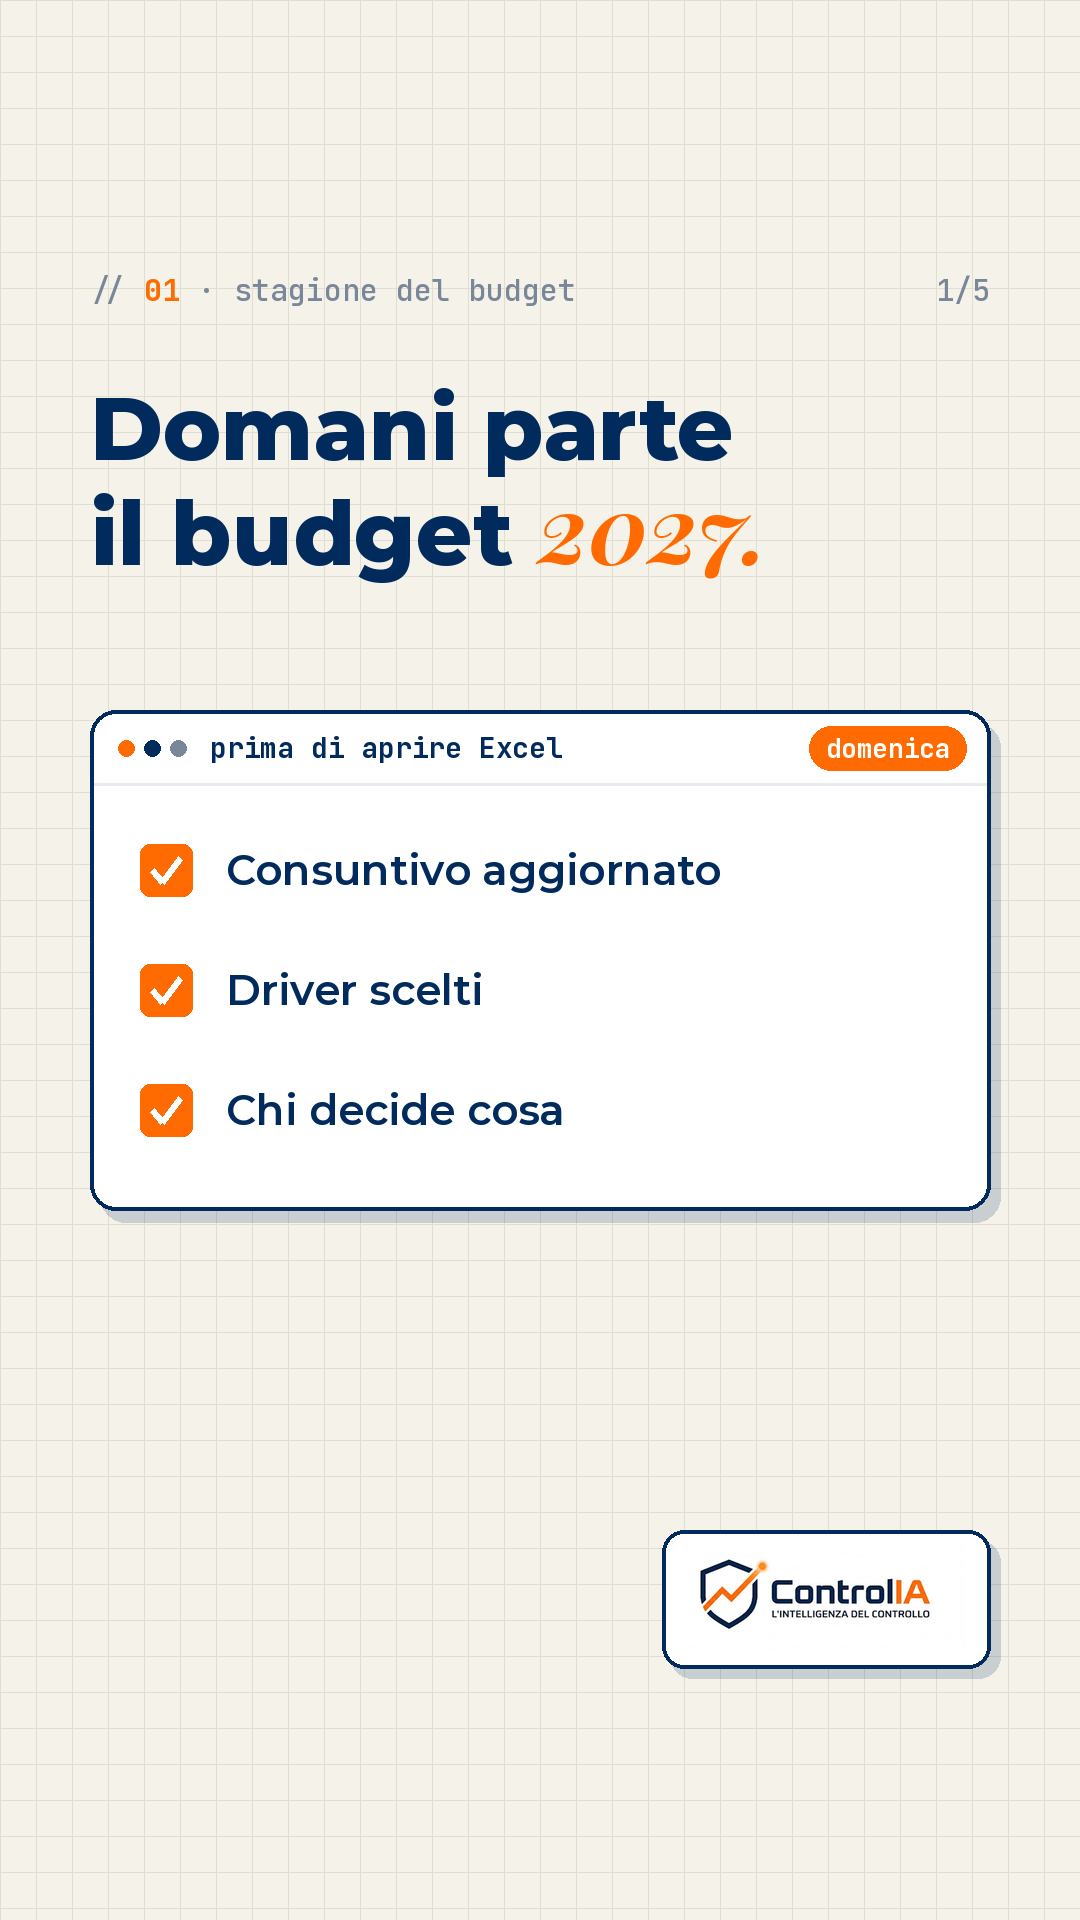 // 01 · stagione del budget
1/5
Domani parte
il budget 2027.
prima di aprire Excel
domenica
Consuntivo aggiornato
Driver scelti
Chi decide cosa
ControlIA
L'INTELLIGENZA DEL CONTROLLO